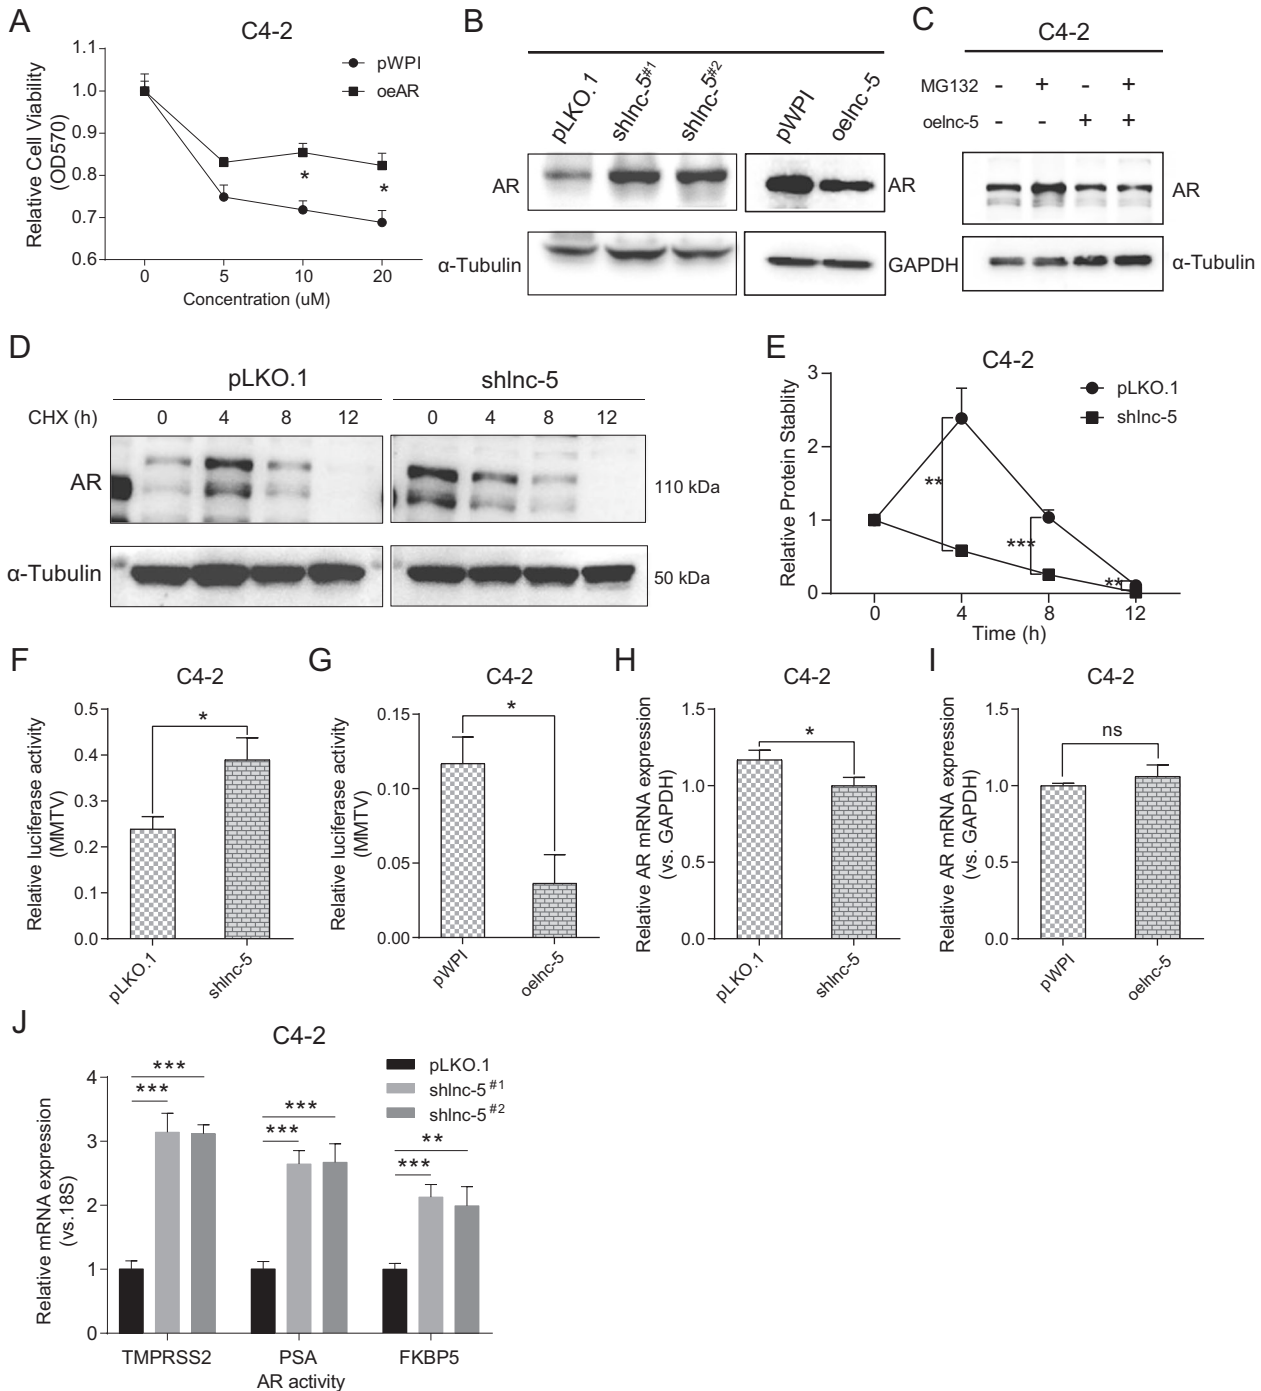 A
C4-2
1.1
1.0
0.9
0.8
0.7
0.6
Relative Cell Viability
(OD570)
pWPI
oeAR
*
*
0
5
10
20
Concentration (uM)
B
pLKO.1
shlnc-5#1
shlnc-5#2
pWPI
oelnc-5
AR
AR
α-Tubulin
GAPDH
C
C4-2
MG132 - + - +
oelnc-5 - - + +
AR
α-Tubulin
D
pLKO.1
shlnc-5
CHX (h) 0 4 8 12 0 4 8 12
AR
110 kDa
α-Tubulin
50 kDa
E
C4-2
Relative Protein Stablity
3
2
1
0
pLKO.1
shlnc-5
**
***
**
0
4
8
12
Time (h)
F
C4-2
Relative luciferase activity
(MMTV)
0.5
0.4
0.3
0.2
0.1
0.0
*
pLKO.1
shlnc-5
G
C4-2
Relative luciferase activity
(MMTV)
0.15
0.10
0.05
0.00
*
pWPI
oelnc-5
H
C4-2
Relative AR mRNA expression
(vs. GAPDH)
1.5
1.0
0.5
0.0
*
pLKO.1
shlnc-5
I
C4-2
Relative AR mRNA expression
(vs. GAPDH)
1.5
1.0
0.5
0.0
ns
pWPI
oelnc-5
J
C4-2
Relative mRNA expression
(vs.18S)
4
3
2
1
0
pLKO.1
shlnc-5 #1
shlnc-5 #2
***
***
***
***
**
***
TMPRSS2
PSA
FKBP5
AR activity